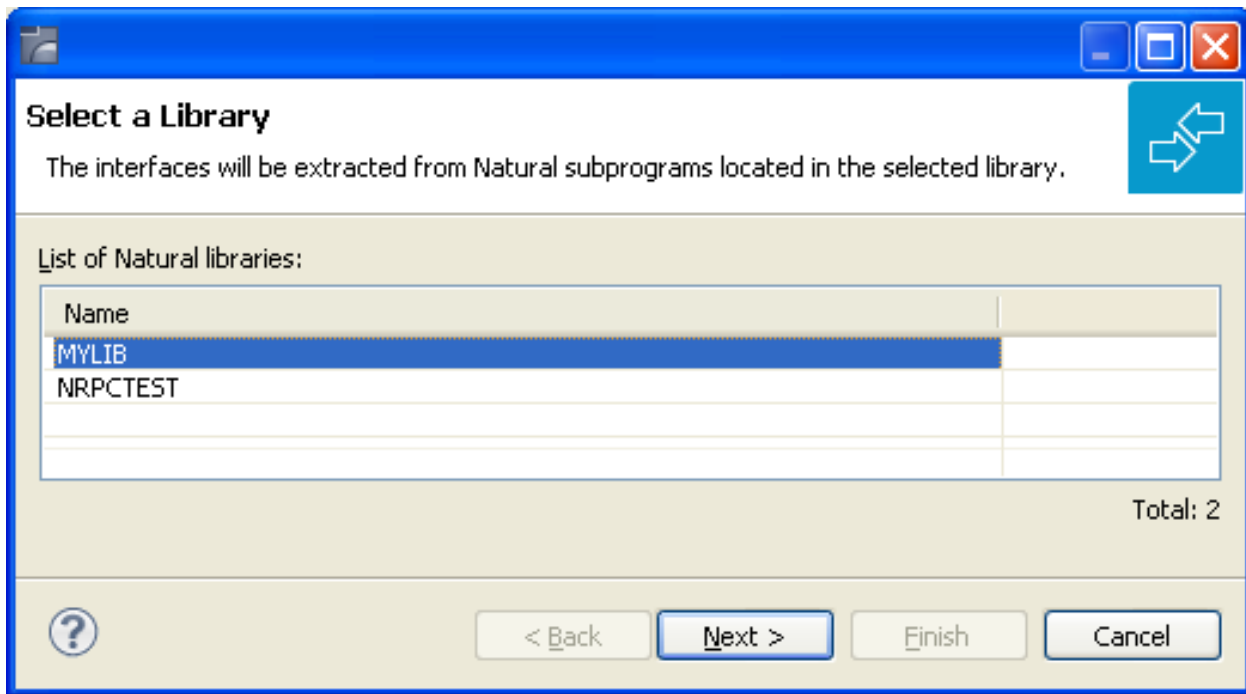 Select a Library
The interfaces will be extracted from Natural subprograms located in the selected library.
List of Natural libraries:
Name
MYLIB
NRPCTEST
Total: 2
? < Back Next > Finish Cancel